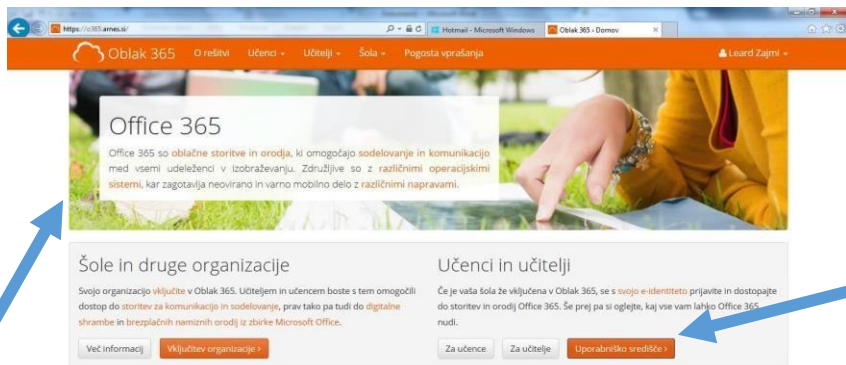 https://o365.arnes.si/
Hotmail - Microsoft Windows
Oblak 365 - Domov
Oblak 365
O rešitvi
Učenci
Učitelji
Šola
Pogosta vprašanja
Leard Zajmi
Office 365
Office 365 so oblačne storitve in orodja, ki omogočajo sodelovanje in komunikacijo
med vsemi udeleženci v izobraževanju. Združljive so z različnimi operacijskimi
sistemi, kar zagotavlja neovirano in varno mobilno delo z različnimi napravami.
Šole in druge organizacije
Svojo organizacijo vključite v Oblak 365. Učiteljem in učencem boste s tem omogočili
dostop do storitev za komunikacijo in sodelovanje, prav tako pa tudi do digitalne
shrambe in brezplačnih namiznih orodij iz zbirke Microsoft Office.
Več informacij
Vključitev organizacije ›
Učenci in učitelji
Če je vaša šola že vključena v Oblak 365, se s svojo e-identiteto prijavite in dostopajte
do storitev in orodij Office 365. Še prej pa si oglejte, kaj vse vam lahko Office 365
nudi.
Za učence
Za učitelje
Uporabniško središče ›